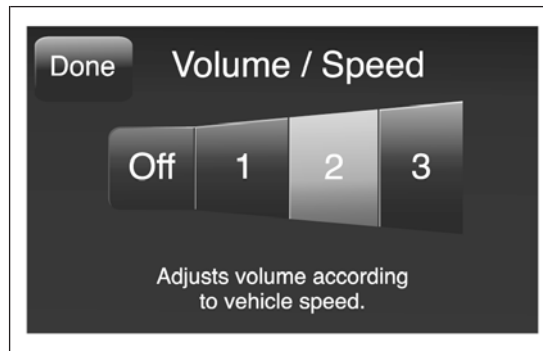 Done
Volume / Speed
Off 1 2 3
Adjusts volume according
to vehicle speed.